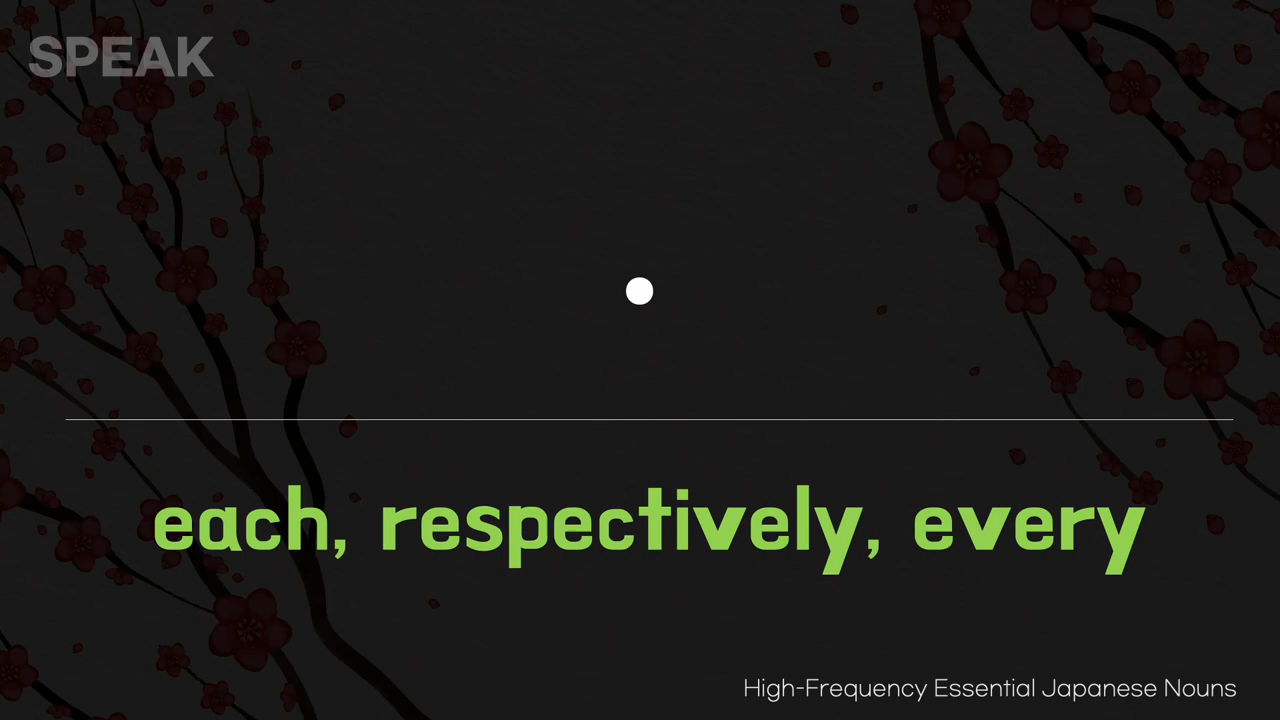 SPEAK
each, respectively, every
High-Frequency Essential Japanese Nouns